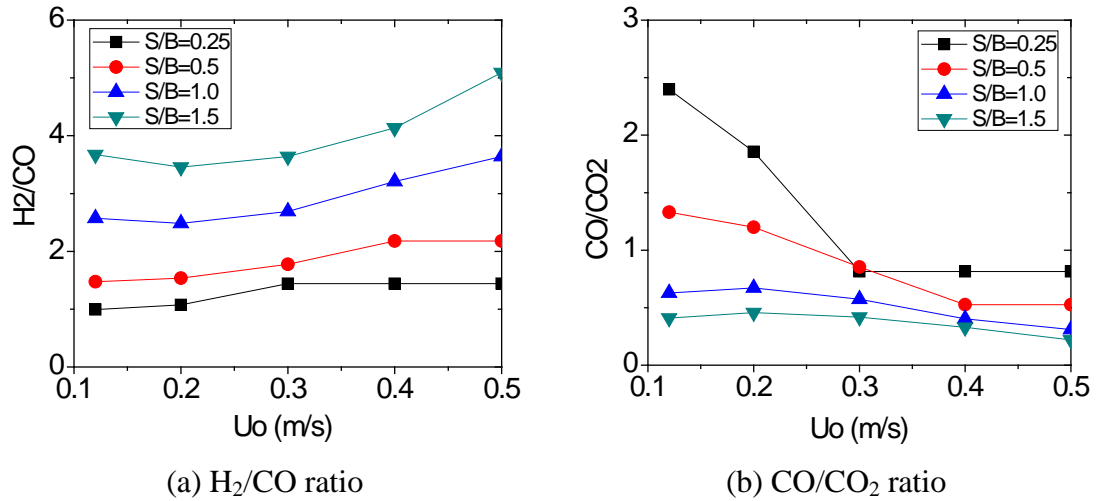 6
4
2
0
H2/CO
S/B=0.25
S/B=0.5
S/B=1.0
S/B=1.5
0.1 0.2 0.3 0.4 0.5
Uo (m/s)
(a) H₂/CO ratio
3
2
1
0
CO/CO2
S/B=0.25
S/B=0.5
S/B=1.0
S/B=1.5
0.1 0.2 0.3 0.4 0.5
Uo (m/s)
(b) CO/CO₂ ratio